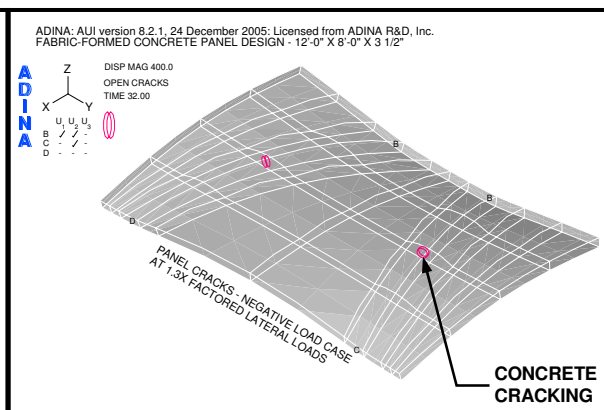 ADINA: AUI version 8.2.1, 24 December 2005: Licensed from ADINA R&D, Inc.
FABRIC-FORMED CONCRETE PANEL DESIGN - 12'-0" X 8'-0" X 3 1/2"
ADINA
Z
X
Y
DISP MAG 400.0
OPEN CRACKS
TIME 32.00
U1 U2 U3
B ✓ ✓ -
C - ✓ -
D - - -
B
B
D
C
PANEL CRACKS - NEGATIVE LOAD CASE
AT 1.3X FACTORED LATERAL LOADS
CONCRETE
CRACKING